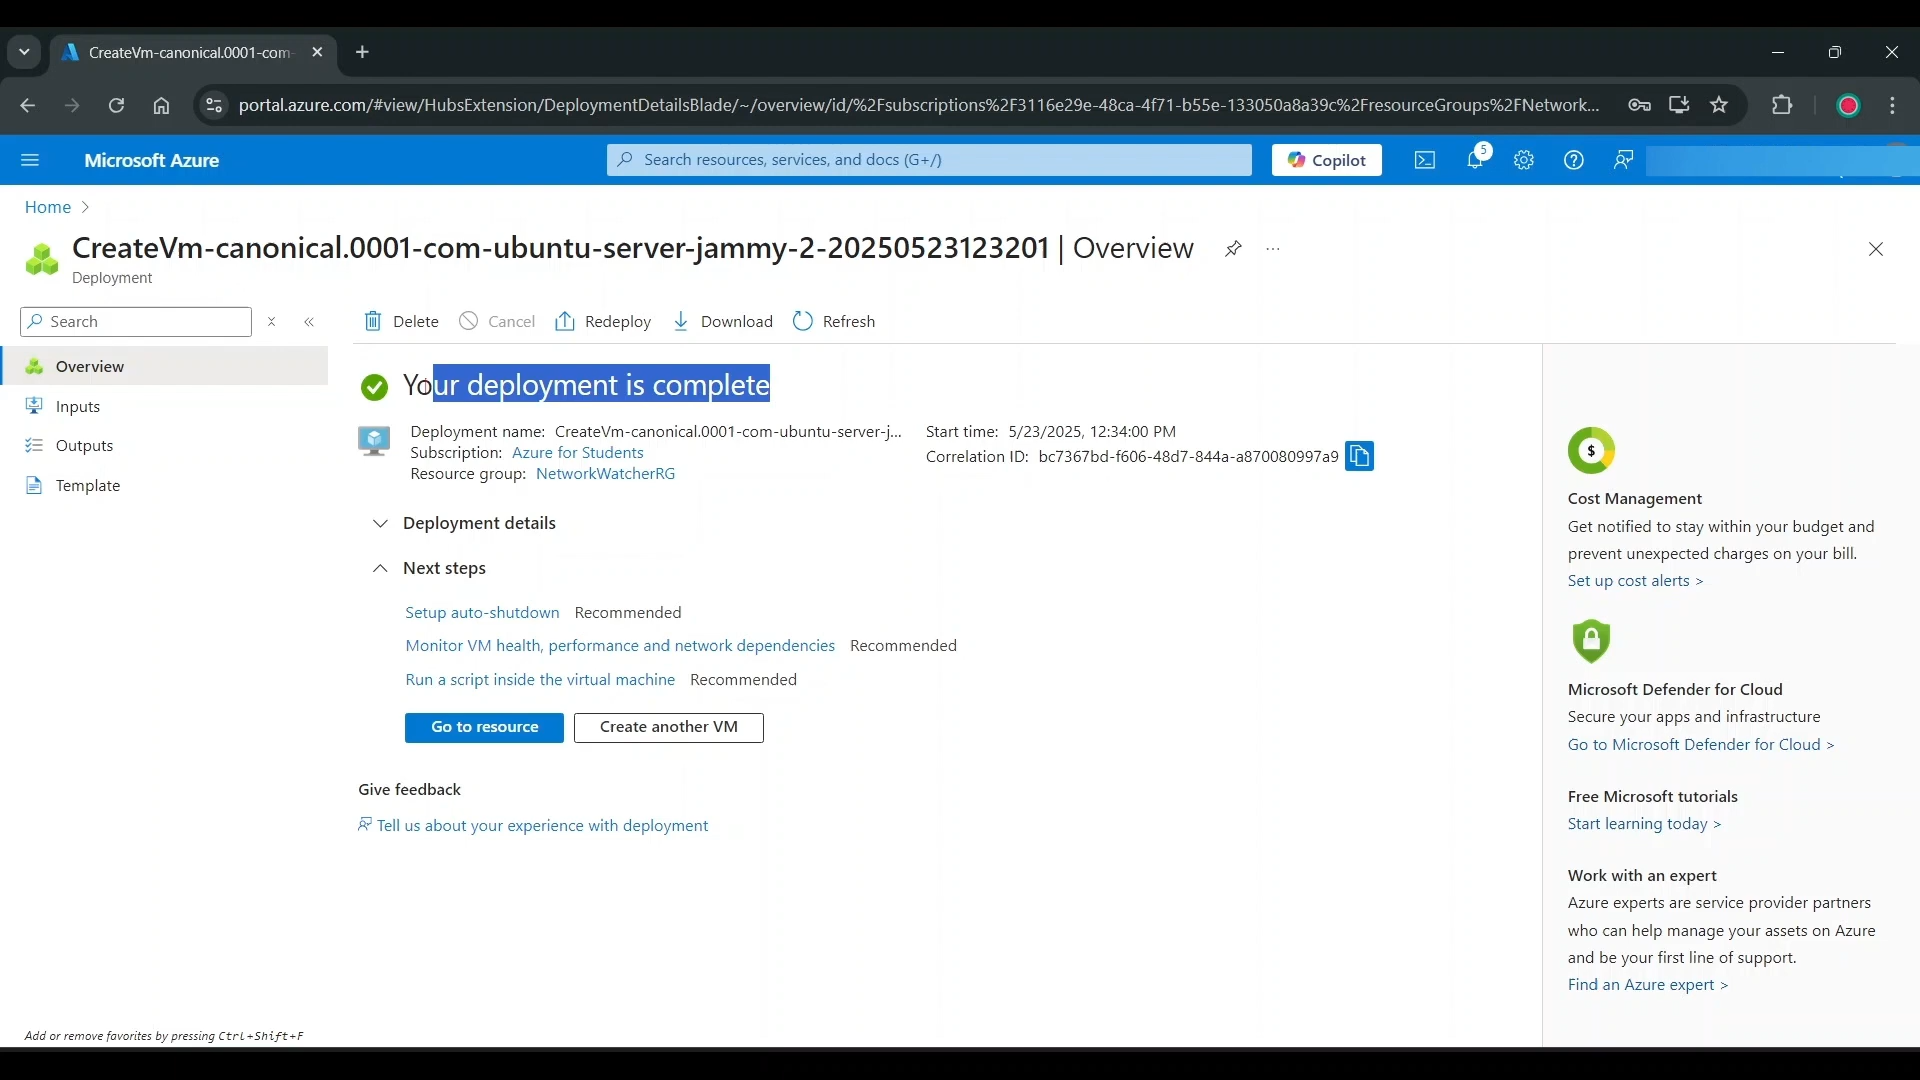 CreateVm-canonical.0001-com-
portal.azure.com/#view/HubsExtension/DeploymentDetailsBlade/~/overview/id/%2Fsubscriptions%2F3116e29e-48ca-4f71-b55e-133050a8a39c%2FresourceGroups%2FNetwork...
Microsoft Azure
Search resources, services, and docs (G+/)
Copilot
5
Home >
CreateVm-canonical.0001-com-ubuntu-server-jammy-2-20250523123201 | Overview
Deployment
Search
Delete
Cancel
Redeploy
Download
Refresh
Overview
Inputs
Outputs
Template
Your deployment is complete
Deployment name: CreateVm-canonical.0001-com-ubuntu-server-j...
Subscription: Azure for Students
Resource group: NetworkWatcherRG
Start time: 5/23/2025, 12:34:00 PM
Correlation ID: bc7367bd-f606-48d7-844a-a870080997a9
Deployment details
Next steps
Setup auto-shutdown Recommended
Monitor VM health, performance and network dependencies Recommended
Run a script inside the virtual machine Recommended
Go to resource
Create another VM
Give feedback
Tell us about your experience with deployment
$
Cost Management
Get notified to stay within your budget and
prevent unexpected charges on your bill.
Set up cost alerts >
Microsoft Defender for Cloud
Secure your apps and infrastructure
Go to Microsoft Defender for Cloud >
Free Microsoft tutorials
Start learning today >
Work with an expert
Azure experts are service provider partners
who can help manage your assets on Azure
and be your first line of support.
Find an Azure expert >
Add or remove favorites by pressing Ctrl+Shift+F